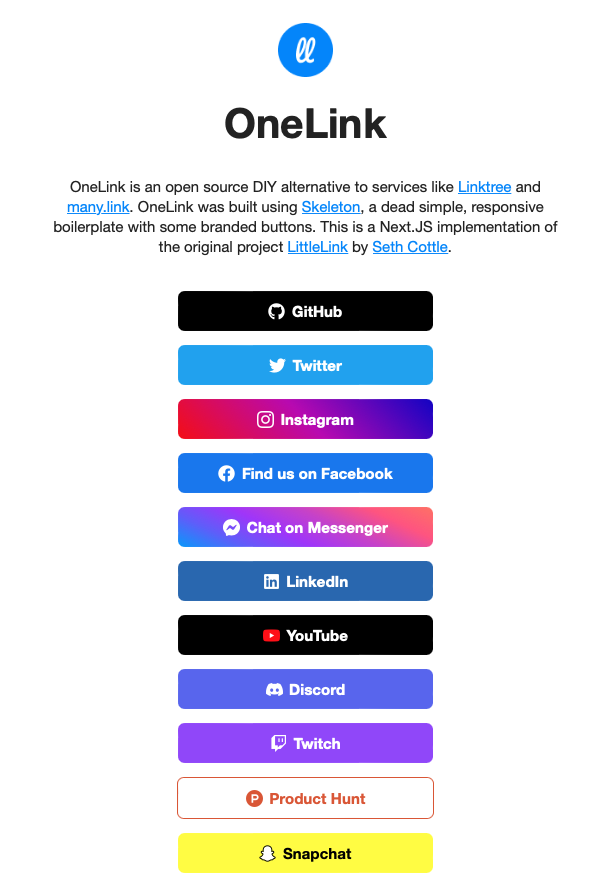 ll
OneLink
OneLink is an open source DIY alternative to services like Linktree and
many.link. OneLink was built using Skeleton, a dead simple, responsive
boilerplate with some branded buttons. This is a Next.JS implementation of
the original project LittleLink by Seth Cottle.
GitHub
Twitter
Instagram
Find us on Facebook
Chat on Messenger
LinkedIn
YouTube
Discord
Twitch
Product Hunt
Snapchat